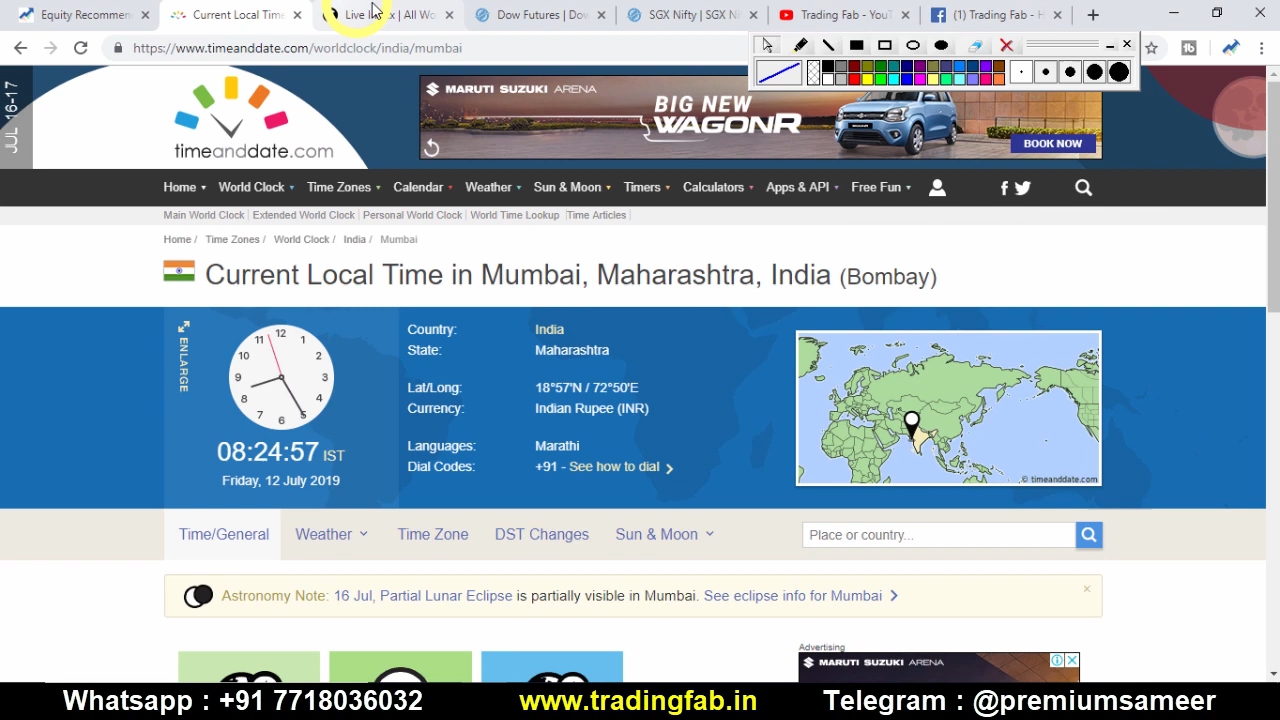 Equity Recommen
Current Local Time
Live Index | All Wo
Dow Futures | Dow
SGX Nifty | SGX N
Trading Fab - YouT
(1) Trading Fab - H
https://www.timeanddate.com/worldclock/india/mumbai
JUL 16-17
timeanddate.com
MARUTI SUZUKI ARENA
BIG NEW
WAGONR
BOOK NOW
Home World Clock Time Zones Calendar Weather Sun & Moon Timers Calculators Apps & API Free Fun
Main World Clock Extended World Clock Personal World Clock World Time Lookup Time Articles
Home / Time Zones / World Clock / India / Mumbai
Current Local Time in Mumbai, Maharashtra, India (Bombay)
ENLARGE
12
1
2
3
4
5
6
7
8
9
10
11
08:24:57 IST
Friday, 12 July 2019
Country: India
State: Maharashtra
Lat/Long: 18°57'N / 72°50'E
Currency: Indian Rupee (INR)
Languages: Marathi
Dial Codes: +91 - See how to dial
© timeanddate.com
Time/General Weather Time Zone DST Changes Sun & Moon
Place or country...
Astronomy Note: 16 Jul, Partial Lunar Eclipse is partially visible in Mumbai. See eclipse info for Mumbai
Advertising
MARUTI SUZUKI ARENA
Whatsapp : +91 7718036032 www.tradingfab.in Telegram : @premiumsameer